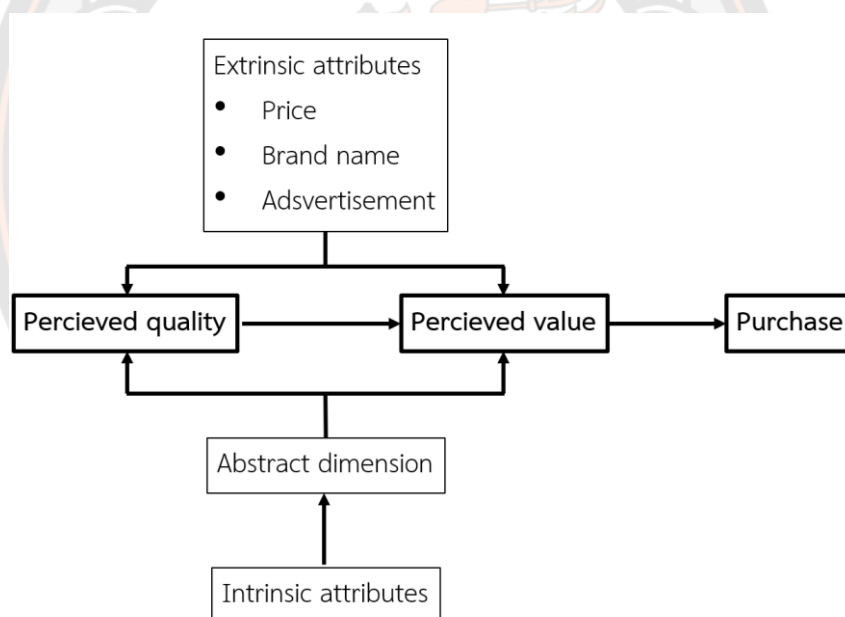 Extrinsic attributes
• Price
• Brand name
• Adsvertisement
Percieved quality
Percieved value
Purchase
Abstract dimension
Intrinsic attributes